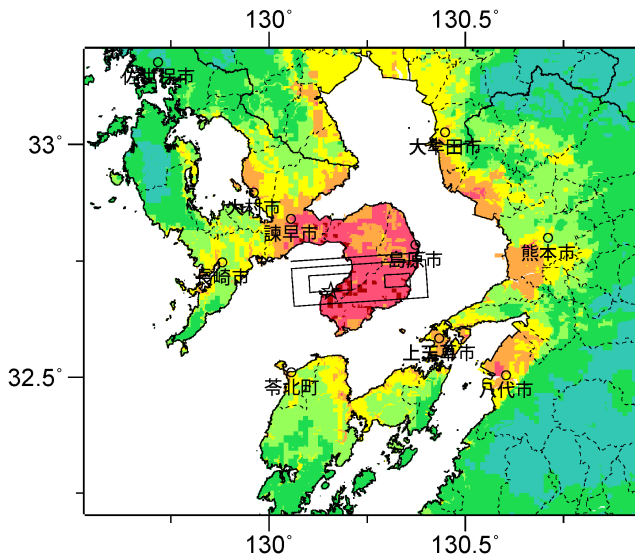 130° 130.5°
佐世保市
33°
大牟田市
大村市
諫早市
島原市
熊本市
長崎市
上天草市
32.5°
苓北町
八代市
130° 130.5°